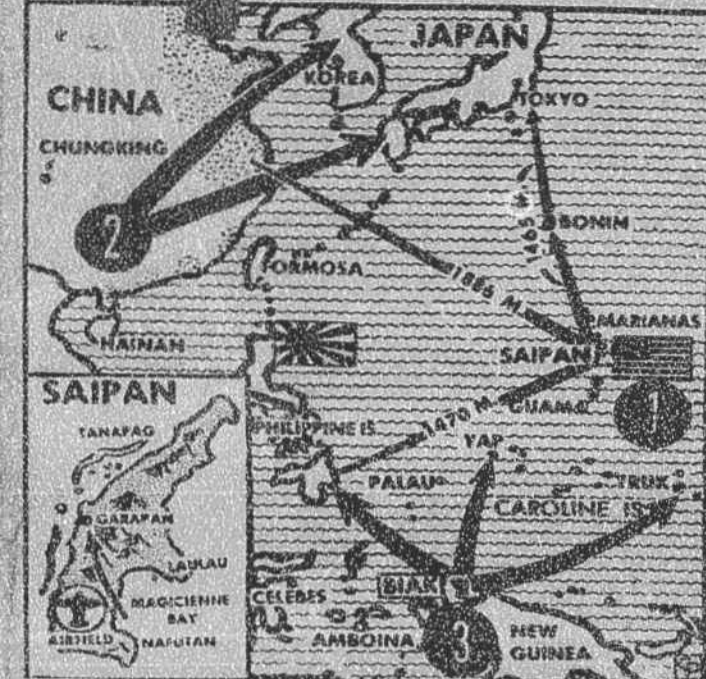 JAPAN
KOREA
CHINA
TOKYO
CHUNGKING
2
BONIN
1465 M.
FORMOSA
1886 M
MARIANAS
HAINAN
SAIPAN
GUAM
1
SAIPAN
TANAPAG
PHILIPPINE IS.
1470 M.
YAP
PALAU
TRUK
CAROLINE IS
GARAPAN
LAULAU
MAGICIENNE
BAY
AIRFIELD
NAFUTAN
CELEBES
BIAK
AMBOINA
3
NEW
GUINEA